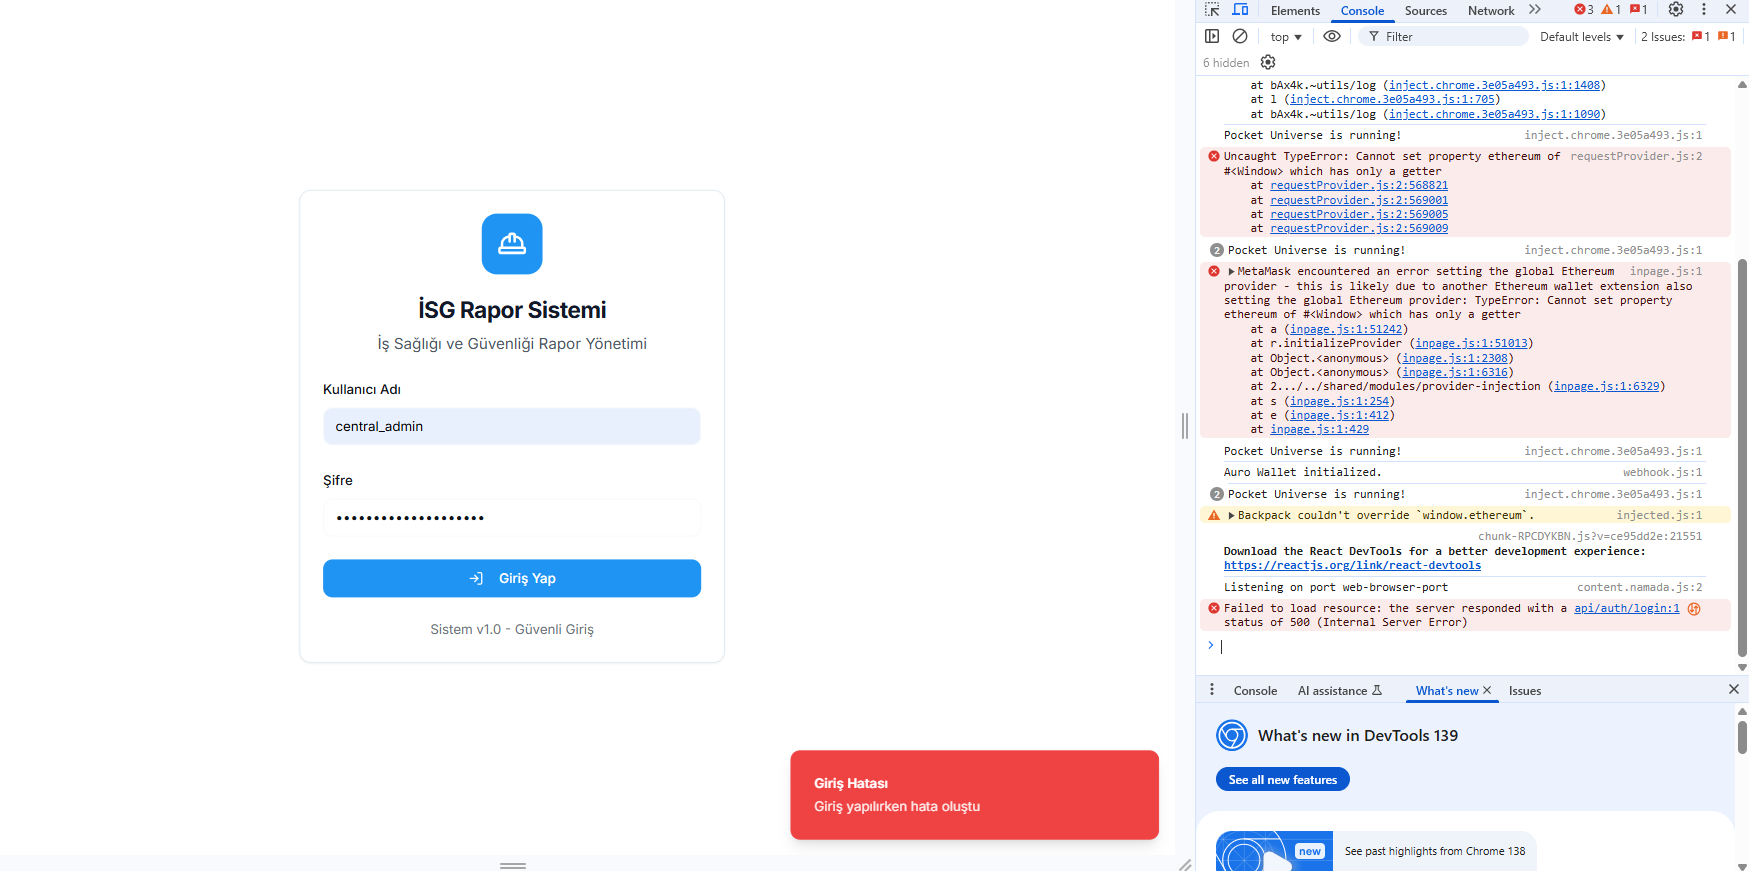 İSG Rapor Sistemi
İş Sağlığı ve Güvenliği Rapor Yönetimi
Kullanıcı Adı
central_admin
Şifre
••••••••••••••••••••
Giriş Yap
Sistem v1.0 - Güvenli Giriş
Giriş Hatası
Giriş yapılırken hata oluştu
Elements Console Sources Network 3 1 1
top Filter Default levels 2 Issues: 1 1
6 hidden
at bAx4k.~utils/log (inject.chrome.3e05a493.js:1:1408)
at l (inject.chrome.3e05a493.js:1:705)
at bAx4k.~utils/log (inject.chrome.3e05a493.js:1:1090)
Pocket Universe is running! inject.chrome.3e05a493.js:1
Uncaught TypeError: Cannot set property ethereum of requestProvider.js:2
#<Window> which has only a getter
at requestProvider.js:2:568821
at requestProvider.js:2:569001
at requestProvider.js:2:569005
at requestProvider.js:2:569009
2 Pocket Universe is running! inject.chrome.3e05a493.js:1
MetaMask encountered an error setting the global Ethereum inpage.js:1
provider - this is likely due to another Ethereum wallet extension also
setting the global Ethereum provider: TypeError: Cannot set property
ethereum of #<Window> which has only a getter
at a (inpage.js:1:51242)
at r.initializeProvider (inpage.js:1:51013)
at Object.<anonymous> (inpage.js:1:2308)
at Object.<anonymous> (inpage.js:1:6316)
at 2.../../shared/modules/provider-injection (inpage.js:1:6329)
at s (inpage.js:1:254)
at e (inpage.js:1:412)
at inpage.js:1:429
Pocket Universe is running! inject.chrome.3e05a493.js:1
Auro Wallet initialized. webhook.js:1
2 Pocket Universe is running! inject.chrome.3e05a493.js:1
Backpack couldn't override `window.ethereum`. injected.js:1
chunk-RPCDYKBN.js?v=ce95dd2e:21551
Download the React DevTools for a better development experience:
https://reactjs.org/link/react-devtools
Listening on port web-browser-port content.namada.js:2
Failed to load resource: the server responded with a api/auth/login:1
status of 500 (Internal Server Error)
Console AI assistance What's new Issues
What's new in DevTools 139
See all new features
new
See past highlights from Chrome 138